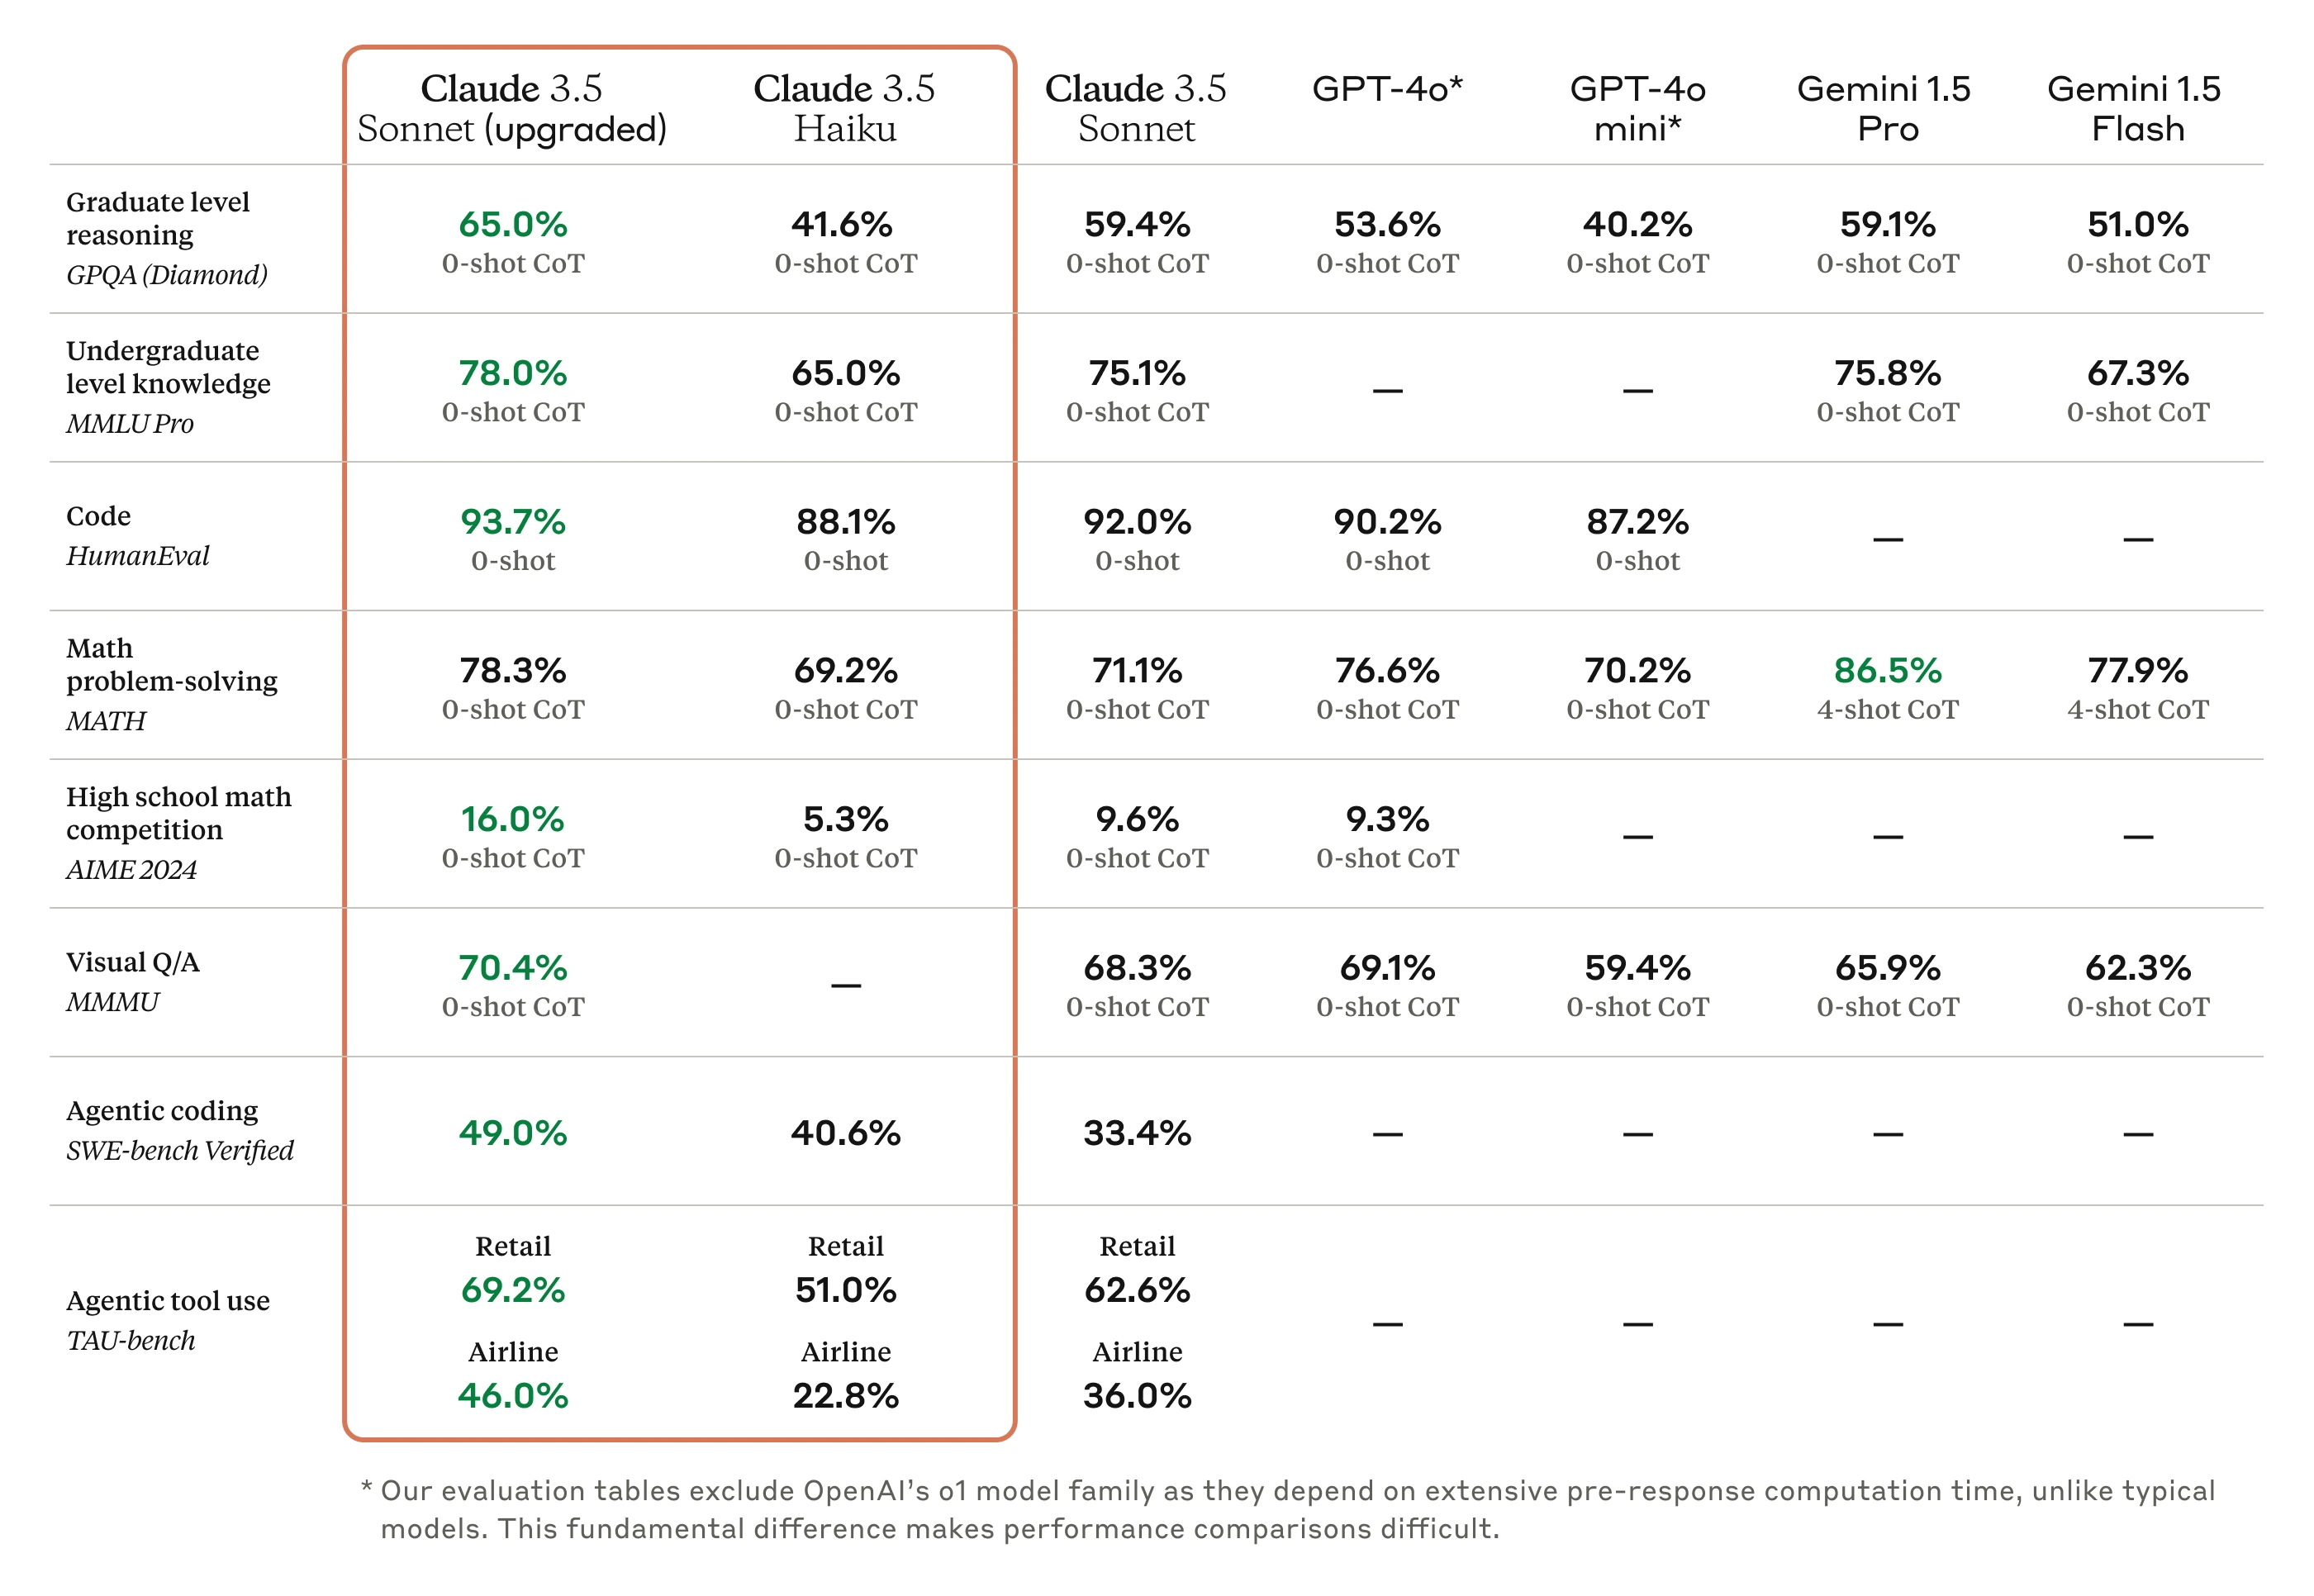 Claude 3.5 Sonnet (upgraded) Claude 3.5 Haiku Claude 3.5 Sonnet GPT-4o* GPT-4o mini* Gemini 1.5 Pro Gemini 1.5 Flash
Graduate level
reasoning
GPQA (Diamond)
65.0% 41.6% 59.4% 53.6% 40.2% 59.1% 51.0%
0-shot CoT 0-shot CoT 0-shot CoT 0-shot CoT 0-shot CoT 0-shot CoT 0-shot CoT
Undergraduate
level knowledge
MMLU Pro
78.0% 65.0% 75.1% — — 75.8% 67.3%
0-shot CoT 0-shot CoT 0-shot CoT 0-shot CoT 0-shot CoT
Code
HumanEval
93.7% 88.1% 92.0% 90.2% 87.2% — —
0-shot 0-shot 0-shot 0-shot 0-shot
Math
problem-solving
MATH
78.3% 69.2% 71.1% 76.6% 70.2% 86.5% 77.9%
0-shot CoT 0-shot CoT 0-shot CoT 0-shot CoT 0-shot CoT 4-shot CoT 4-shot CoT
High school math
competition
AIME 2024
16.0% 5.3% 9.6% 9.3% — — —
0-shot CoT 0-shot CoT 0-shot CoT 0-shot CoT
Visual Q/A
MMMU
70.4% — 68.3% 69.1% 59.4% 65.9% 62.3%
0-shot CoT 0-shot CoT 0-shot CoT 0-shot CoT 0-shot CoT 0-shot CoT
Agentic coding
SWE-bench Verified
49.0% 40.6% 33.4% — — — —
Agentic tool use
TAU-bench
Retail Retail Retail
69.2% 51.0% 62.6% — — — —
Airline Airline Airline
46.0% 22.8% 36.0%
* Our evaluation tables exclude OpenAI's o1 model family as they depend on extensive pre-response computation time, unlike typical
models. This fundamental difference makes performance comparisons difficult.